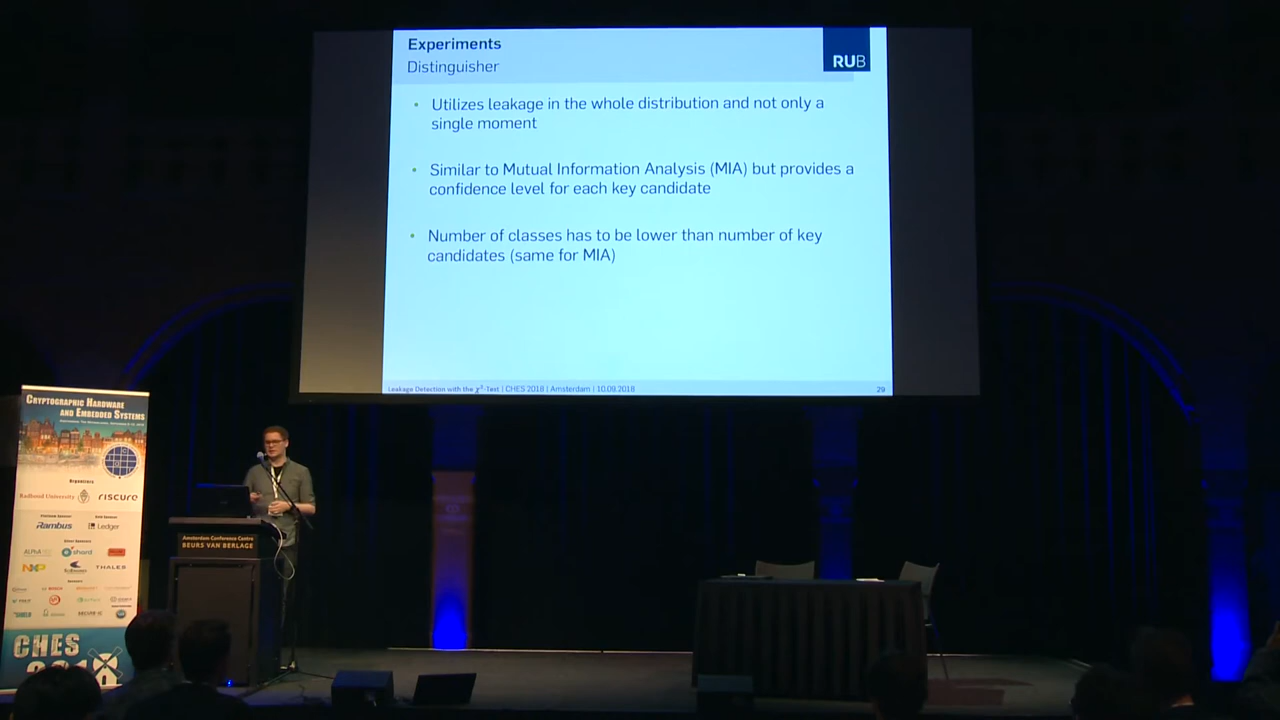 Experiments
Distinguisher
RUB
• Utilizes leakage in the whole distribution and not only a
single moment
• Similar to Mutual Information Analysis (MIA) but provides a
confidence level for each key candidate
• Number of classes has to be lower than number of key
candidates (same for MIA)
Leakage Detection with the χ²-Test | CHES 2018 | Amsterdam | 10.09.2018
29
Cryptographic Hardware
and Embedded Systems
Organizers
Radboud University
riscure
Rambus
Ledger
eshard
NXP
THALES
CHES
Amsterdam Conference Centre
BEURS VAN BERLAGE